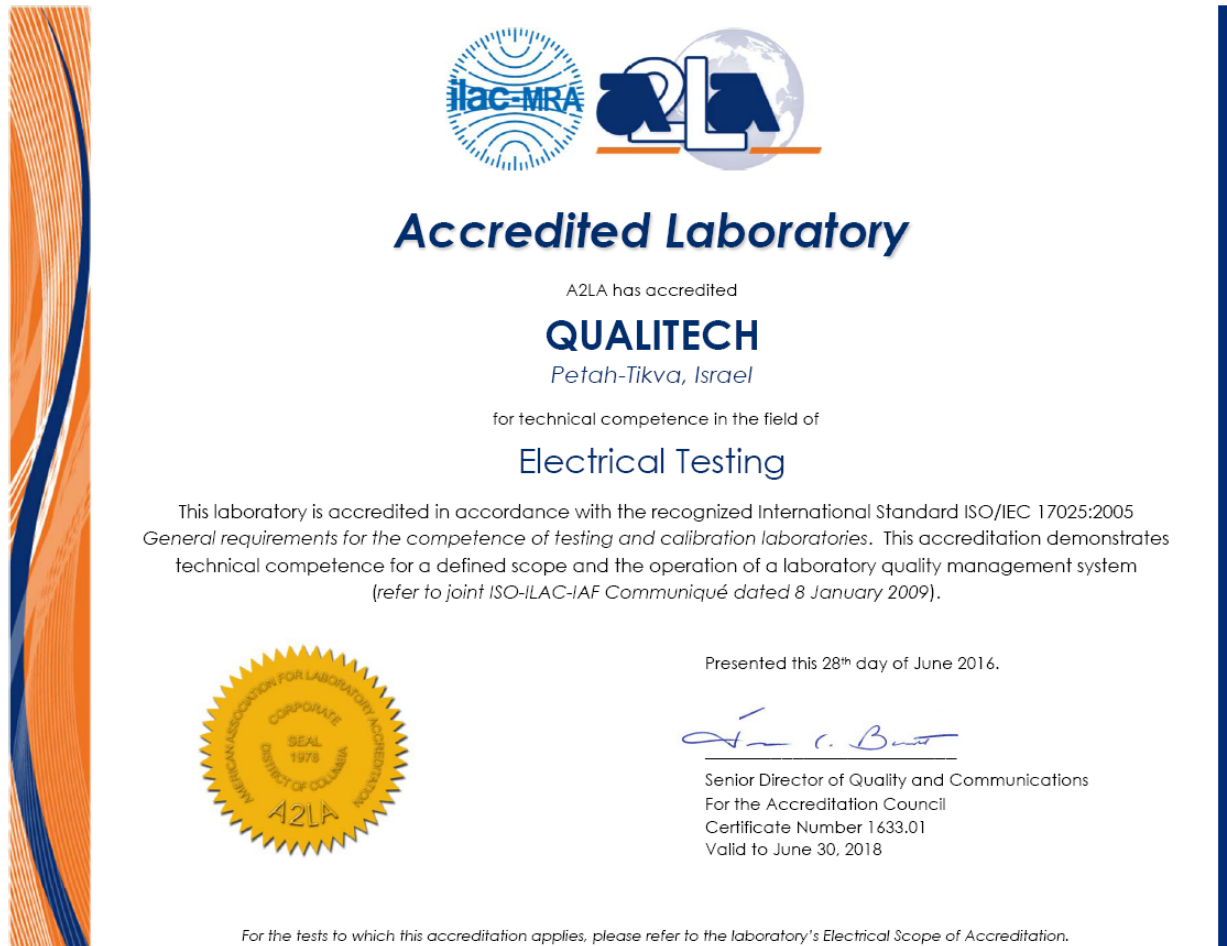 ilac-MRA
A2LA
Accredited Laboratory
A2LA has accredited
QUALITECH
Petah-Tikva, Israel
for technical competence in the field of
Electrical Testing
This laboratory is accredited in accordance with the recognized International Standard ISO/IEC 17025:2005
General requirements for the competence of testing and calibration laboratories. This accreditation demonstrates
technical competence for a defined scope and the operation of a laboratory quality management system
(refer to joint ISO-ILAC-IAF Communiqué dated 8 January 2009).
AMERICAN ASSOCIATION FOR LABORATORY ACCREDITATION
CORPORATE
SEAL
1978
DISTRICT OF COLUMBIA
A2LA
Presented this 28th day of June 2016.
Senior Director of Quality and Communications
For the Accreditation Council
Certificate Number 1633.01
Valid to June 30, 2018
For the tests to which this accreditation applies, please refer to the laboratory's Electrical Scope of Accreditation.